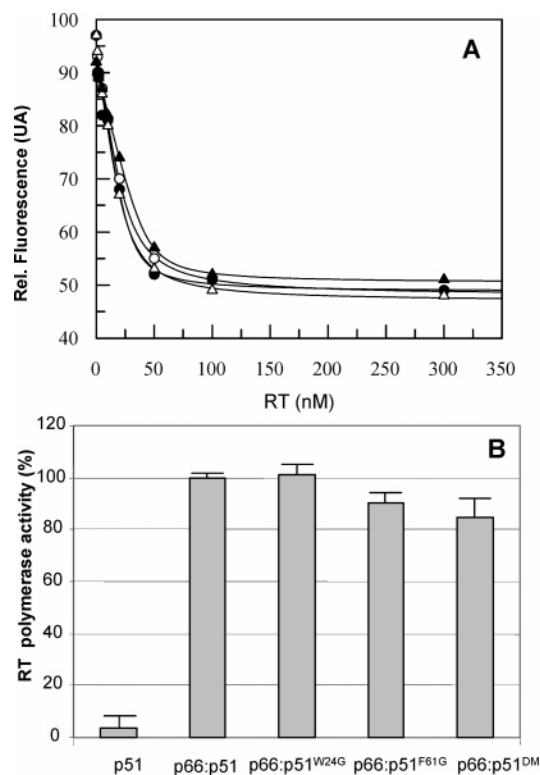 A
Rel. Fluorescence (UA)
100
90
80
70
60
50
40
0 50 100 150 200 250 300 350
RT (nM)
B
RT polymerase activity (%)
120
100
80
60
40
20
0
p51 p66:p51 p66:p51W24G p66:p51F61G p66:p51DM